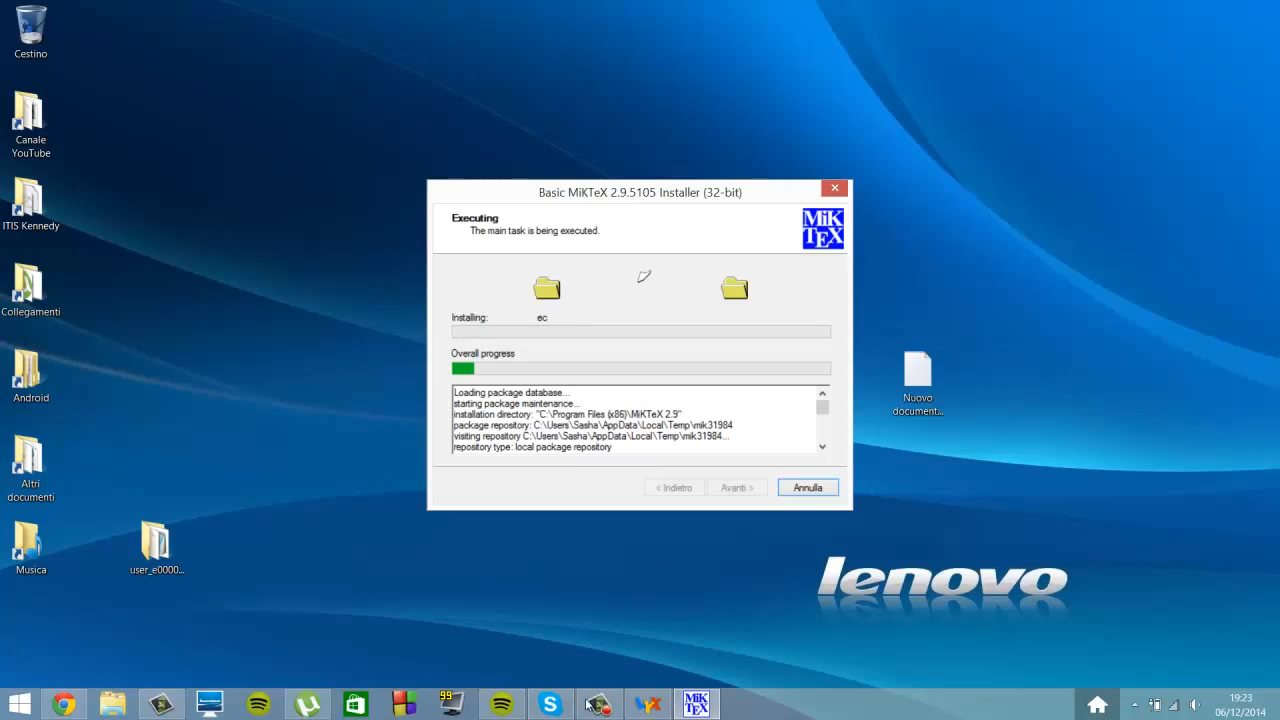 Cestino
Canale
YouTube
ITIS Kennedy
Collegamenti
Android
Altri
documenti
Musica
user_e0000...
Basic MiKTeX 2.9.5105 Installer (32-bit)
Executing
The main task is being executed.
MiK
TEX
Installing: ec
Overall progress
Loading package database...
starting package maintenance...
installation directory: "C:\Program Files (x86)\MiKTeX 2.9"
package repository: C:\Users\Sasha\AppData\Local\Temp\mik31984
visiting repository C:\Users\Sasha\AppData\Local\Temp\mik31984...
repository type: local package repository
< Indietro
Avanti >
Annulla
Nuovo
document...
lenovo
99
MiK
TEX
19:23
06/12/2014